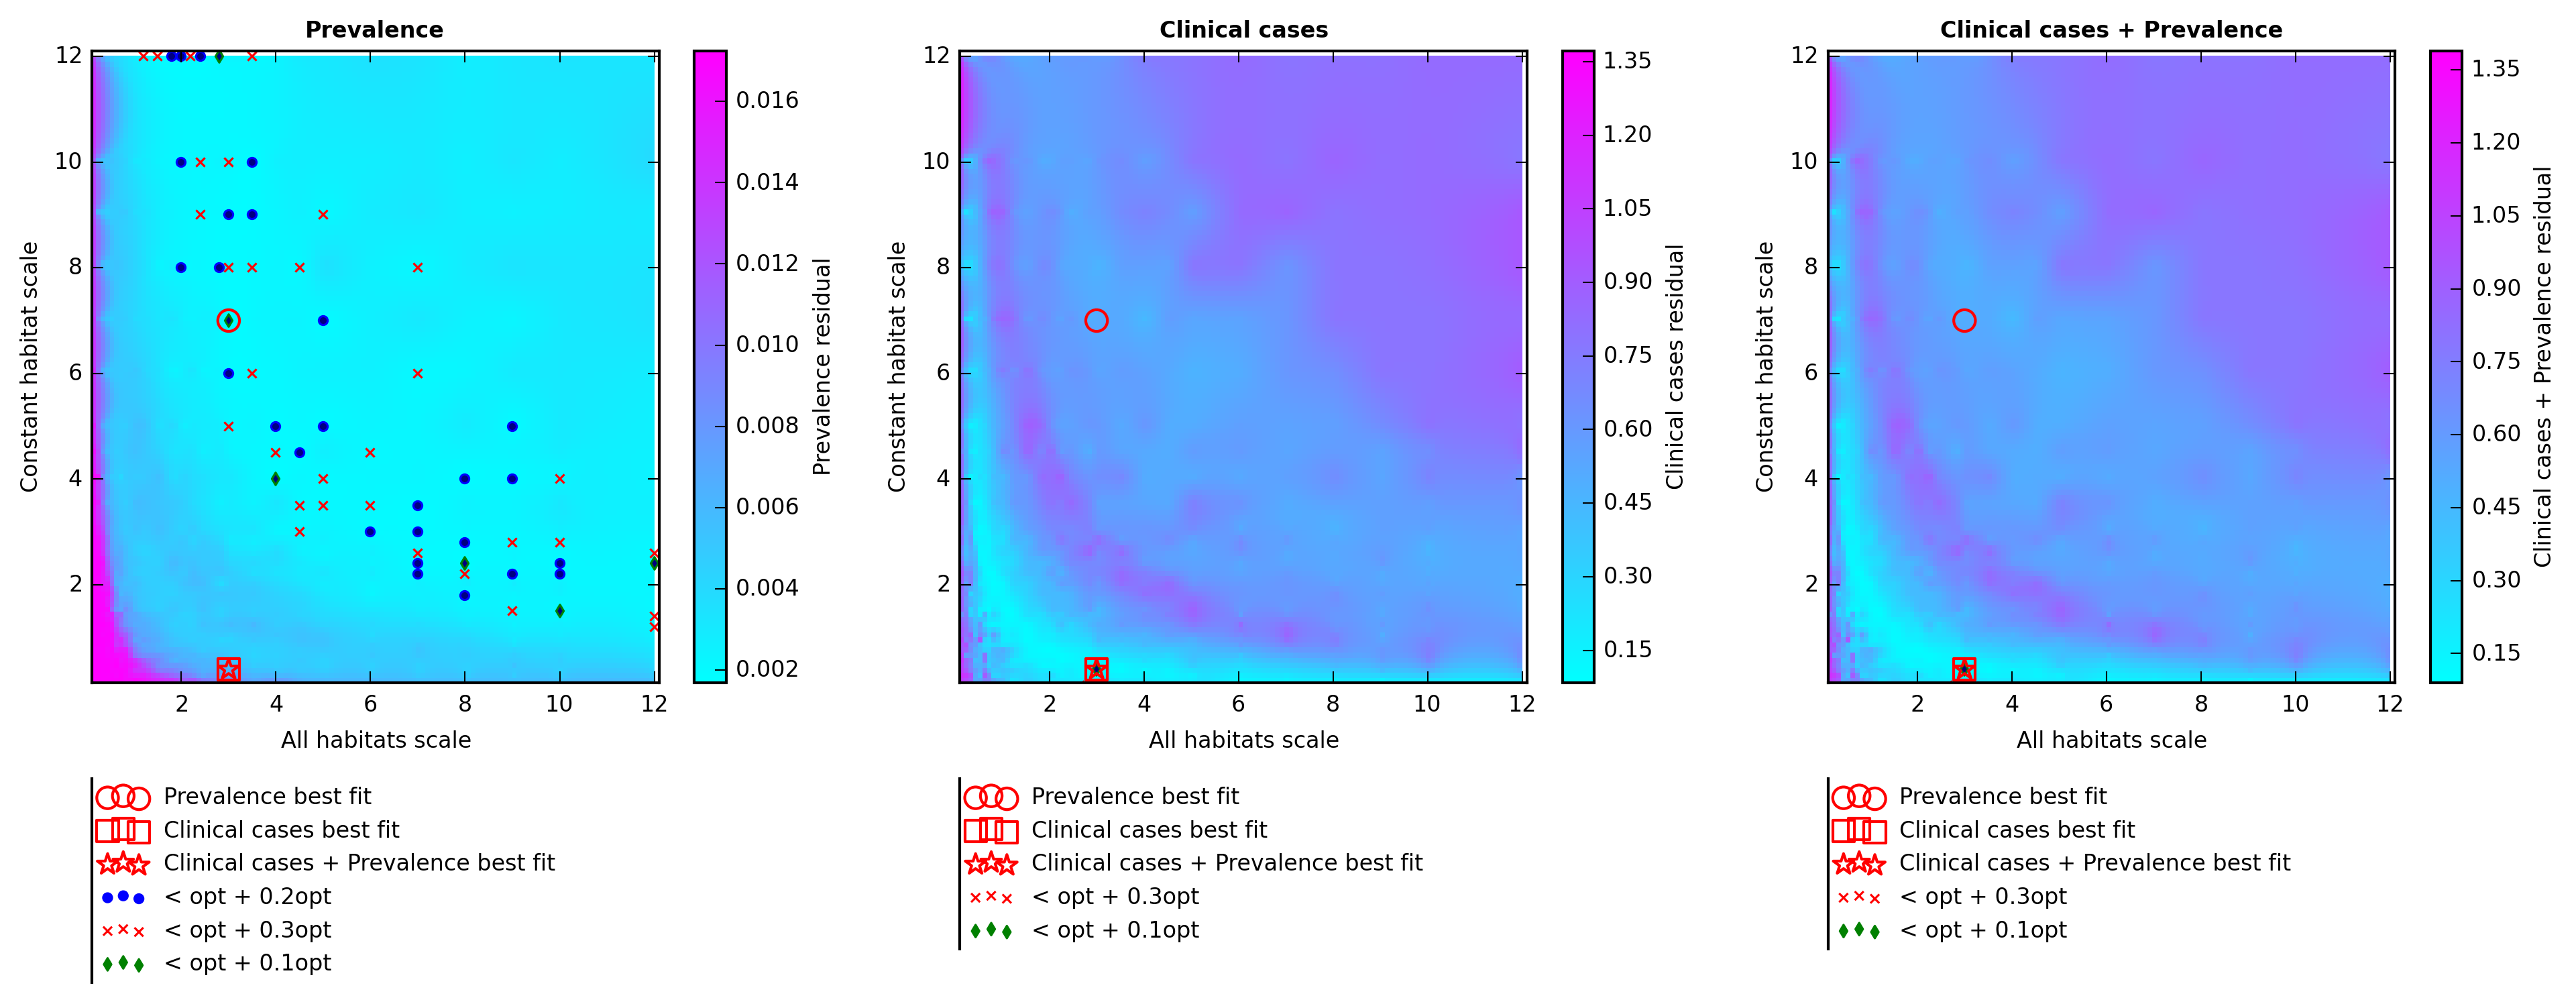 Prevalence
12
10
8
6
4
2
Constant habitat scale
2 4 6 8 10 12
All habitats scale
0.016
0.014
0.012
0.010
0.008
0.006
0.004
0.002
Prevalence residual
Prevalence best fit
Clinical cases best fit
Clinical cases + Prevalence best fit
< opt + 0.2opt
< opt + 0.3opt
< opt + 0.1opt
Clinical cases
12
10
8
6
4
2
Constant habitat scale
2 4 6 8 10 12
All habitats scale
1.35
1.20
1.05
0.90
0.75
0.60
0.45
0.30
0.15
Clinical cases residual
Prevalence best fit
Clinical cases best fit
Clinical cases + Prevalence best fit
< opt + 0.3opt
< opt + 0.1opt
Clinical cases + Prevalence
12
10
8
6
4
2
Constant habitat scale
2 4 6 8 10 12
All habitats scale
1.35
1.20
1.05
0.90
0.75
0.60
0.45
0.30
0.15
Clinical cases + Prevalence residual
Prevalence best fit
Clinical cases best fit
Clinical cases + Prevalence best fit
< opt + 0.3opt
< opt + 0.1opt